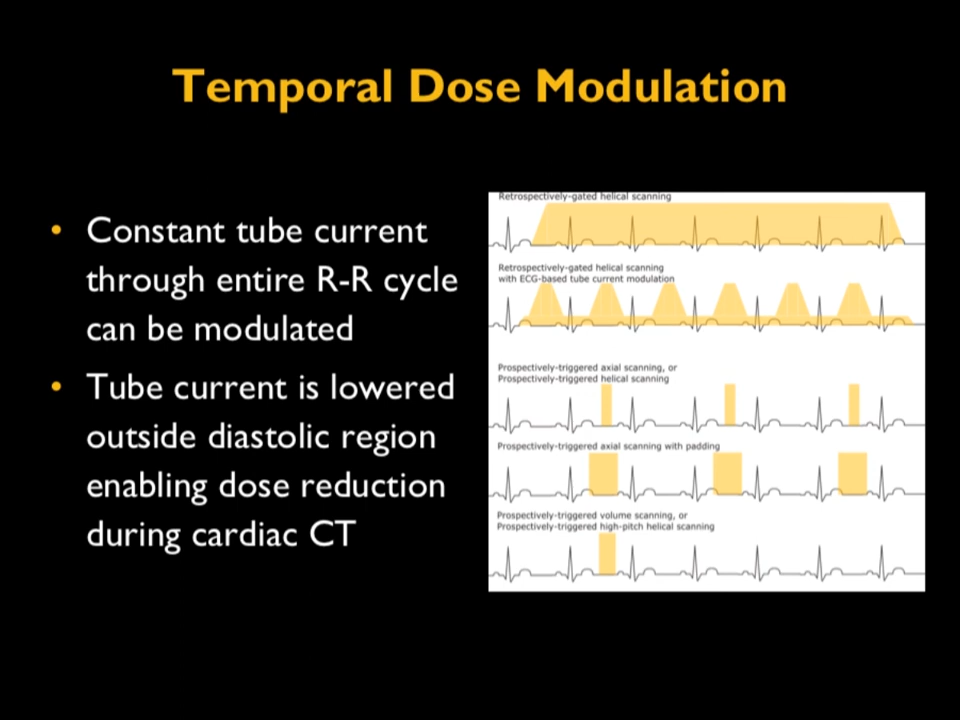 Temporal Dose Modulation
• Constant tube current
through entire R-R cycle
can be modulated
• Tube current is lowered
outside diastolic region
enabling dose reduction
during cardiac CT
Retrospectively-gated helical scanning
Retrospectively-gated helical scanning
with ECG-based tube current modulation
Prospectively-triggered axial scanning, or
Prospectively-triggered helical scanning
Prospectively-triggered axial scanning with padding
Prospectively-triggered volume scanning, or
Prospectively-triggered high-pitch helical scanning